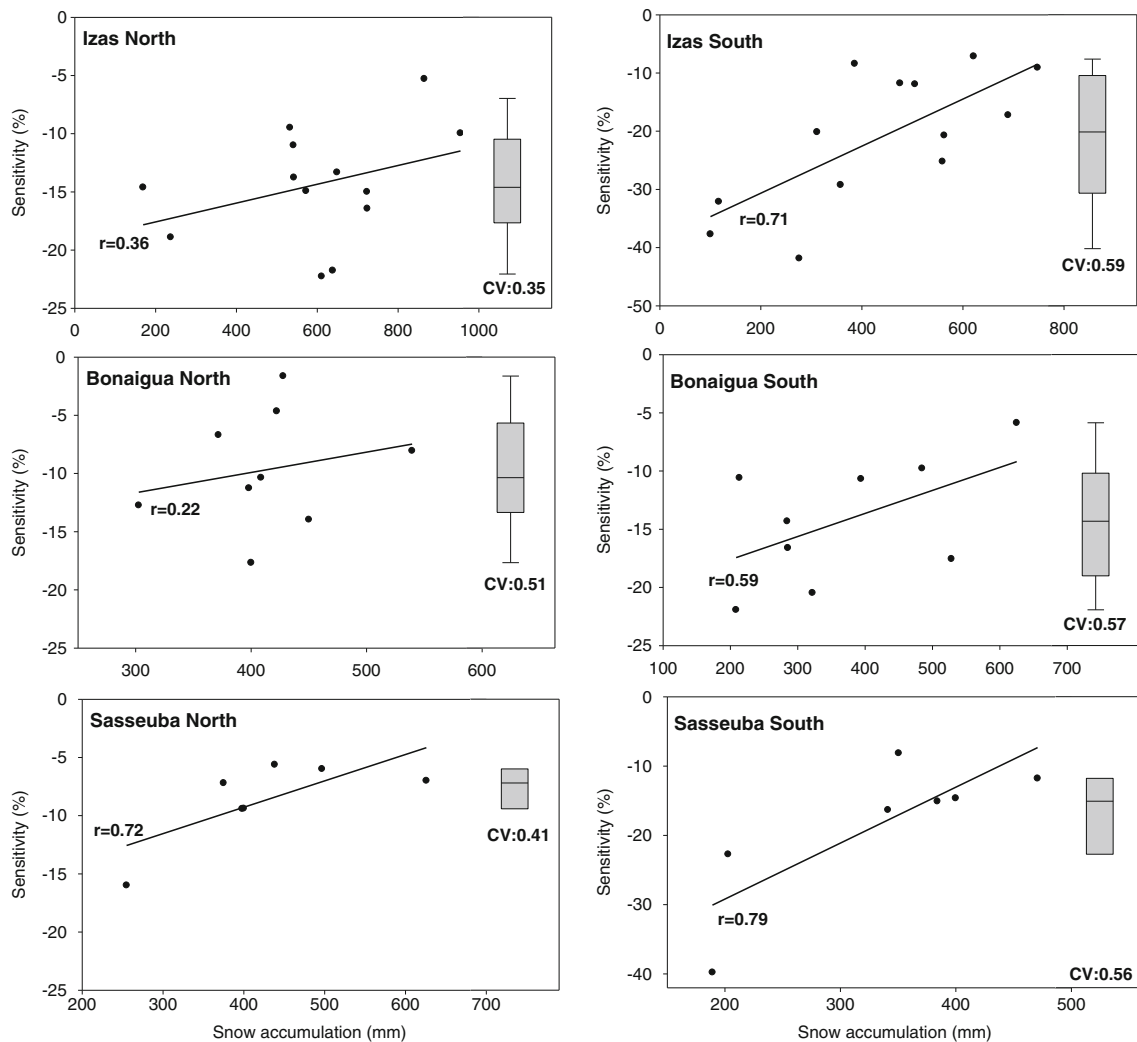 Izas North
Sensitivity (%)
0
-5
-10
-15
-20
-25
r=0.36
CV:0.35
200 400 600 800 1000
Izas South
Sensitivity (%)
0
-10
-20
-30
-40
-50
r=0.71
CV:0.59
0 200 400 600 800
Bonaigua North
Sensitivity (%)
0
-5
-10
-15
-20
-25
r=0.22
CV:0.51
300 400 500 600
Bonaigua South
Sensitivity (%)
0
-5
-10
-15
-20
-25
r=0.59
CV:0.57
100 200 300 400 500 600 700
Sasseuba North
Sensitivity (%)
0
-5
-10
-15
-20
-25
r=0.72
CV:0.41
200 300 400 500 600 700
Snow accumulation (mm)
Sasseuba South
Sensitivity (%)
0
-10
-20
-30
-40
r=0.79
CV:0.56
200 300 400 500
Snow accumulation (mm)